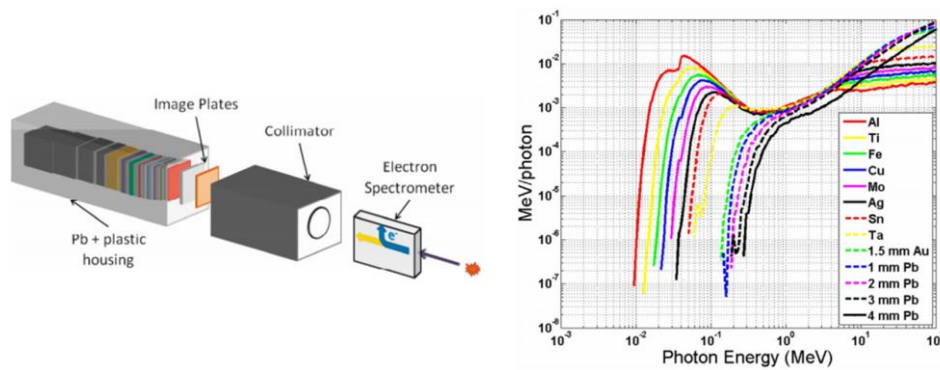 Image Plates
Collimator
Electron
Spectrometer
e-
Pb + plastic
housing
MeV/photon
10-1
10-2
10-3
10-4
10-5
10-6
10-7
10-8
10-3
10-2
10-1
100
101
10
Photon Energy (MeV)
Al
Ti
Fe
Cu
Mo
Ag
Sn
Ta
1.5 mm Au
1 mm Pb
2 mm Pb
3 mm Pb
4 mm Pb